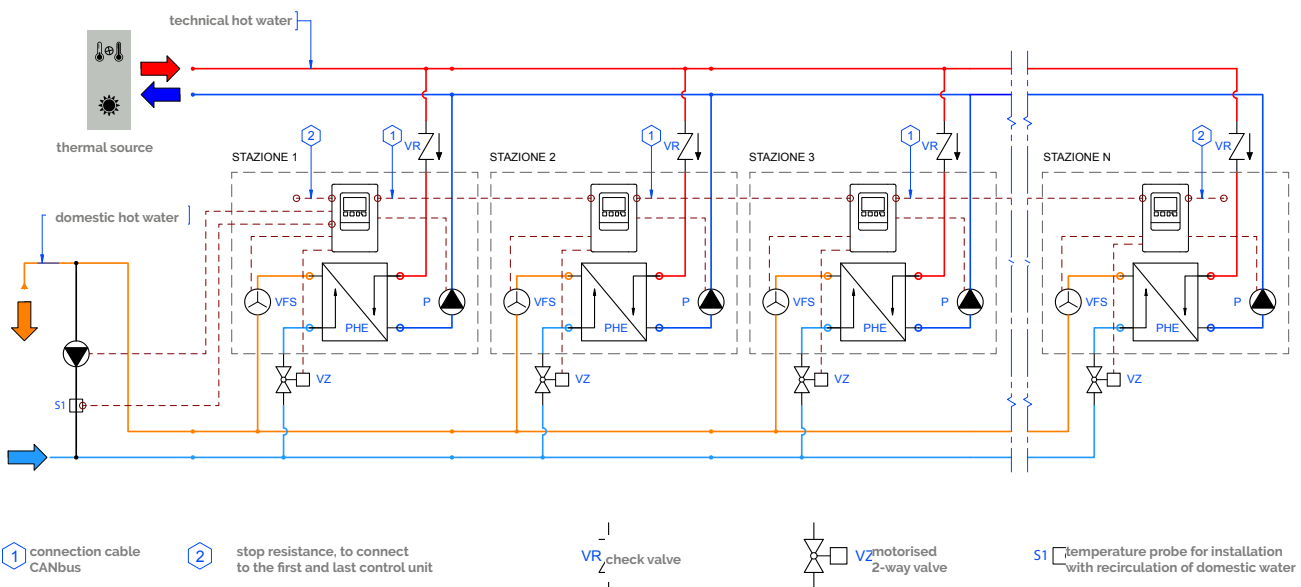 technical hot water
thermal source
2
1
VR
1
VR
1
VR
2
VR
STAZIONE 1
STAZIONE 2
STAZIONE 3
STAZIONE N
domestic hot water
VFS
P
VFS
P
VFS
P
VFS
P
PHE
PHE
PHE
PHE
VZ
VZ
VZ
VZ
S1
1
connection cable
CANbus
2
stop resistance, to connect
to the first and last control unit
VR
check valve
VZ
motorised
2-way valve
S1
temperature probe for installation
with recirculation of domestic water